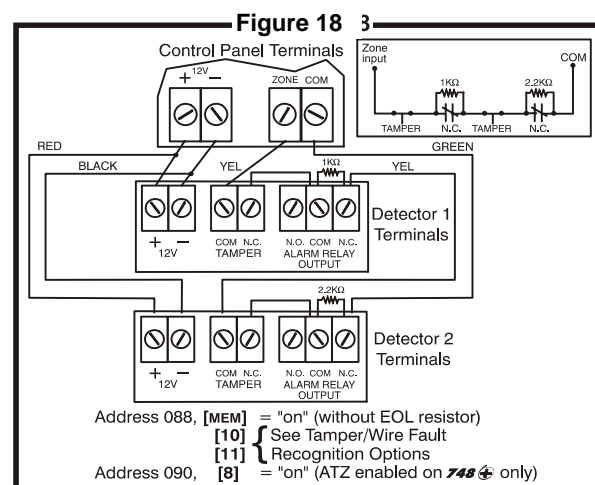 Figure 18
Control Panel Terminals
12V
+ −
ZONE COM
Zone input
COM
1KΩ
2.2KΩ
TAMPER N.C. TAMPER N.C.
RED
GREEN
BLACK
YEL
1KΩ
YEL
Detector 1 Terminals
+ −
12V
COM N.C.
TAMPER
N.O. COM N.C.
ALARM RELAY
OUTPUT
2.2KΩ
Detector 2 Terminals
+ −
12V
COM N.C.
TAMPER
N.O. COM N.C.
ALARM RELAY
OUTPUT
Address 088, [MEM] = "on" (without EOL resistor)
[10] { See Tamper/Wire Fault
[11] Recognition Options
Address 090, [8] = "on" (ATZ enabled on 748 + only)